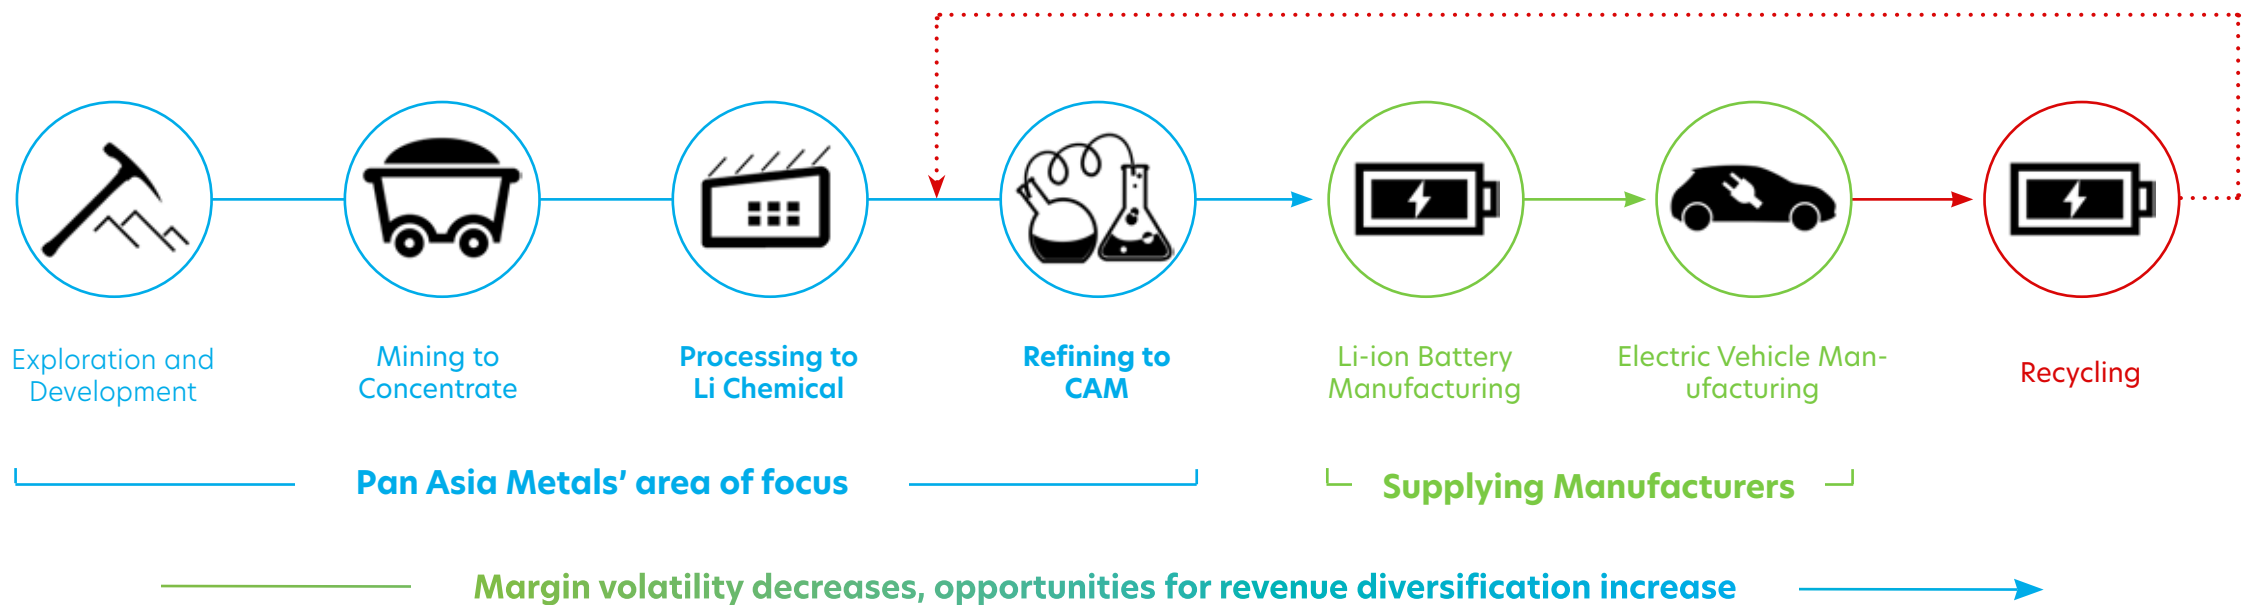 Exploration and
Development
Mining to
Concentrate
Processing to
Li Chemical
Refining to
CAM
Li-ion Battery
Manufacturing
Electric Vehicle Man-
ufacturing
Recycling
Pan Asia Metals’ area of focus
Supplying Manufacturers
Margin volatility decreases, opportunities for revenue diversification increase